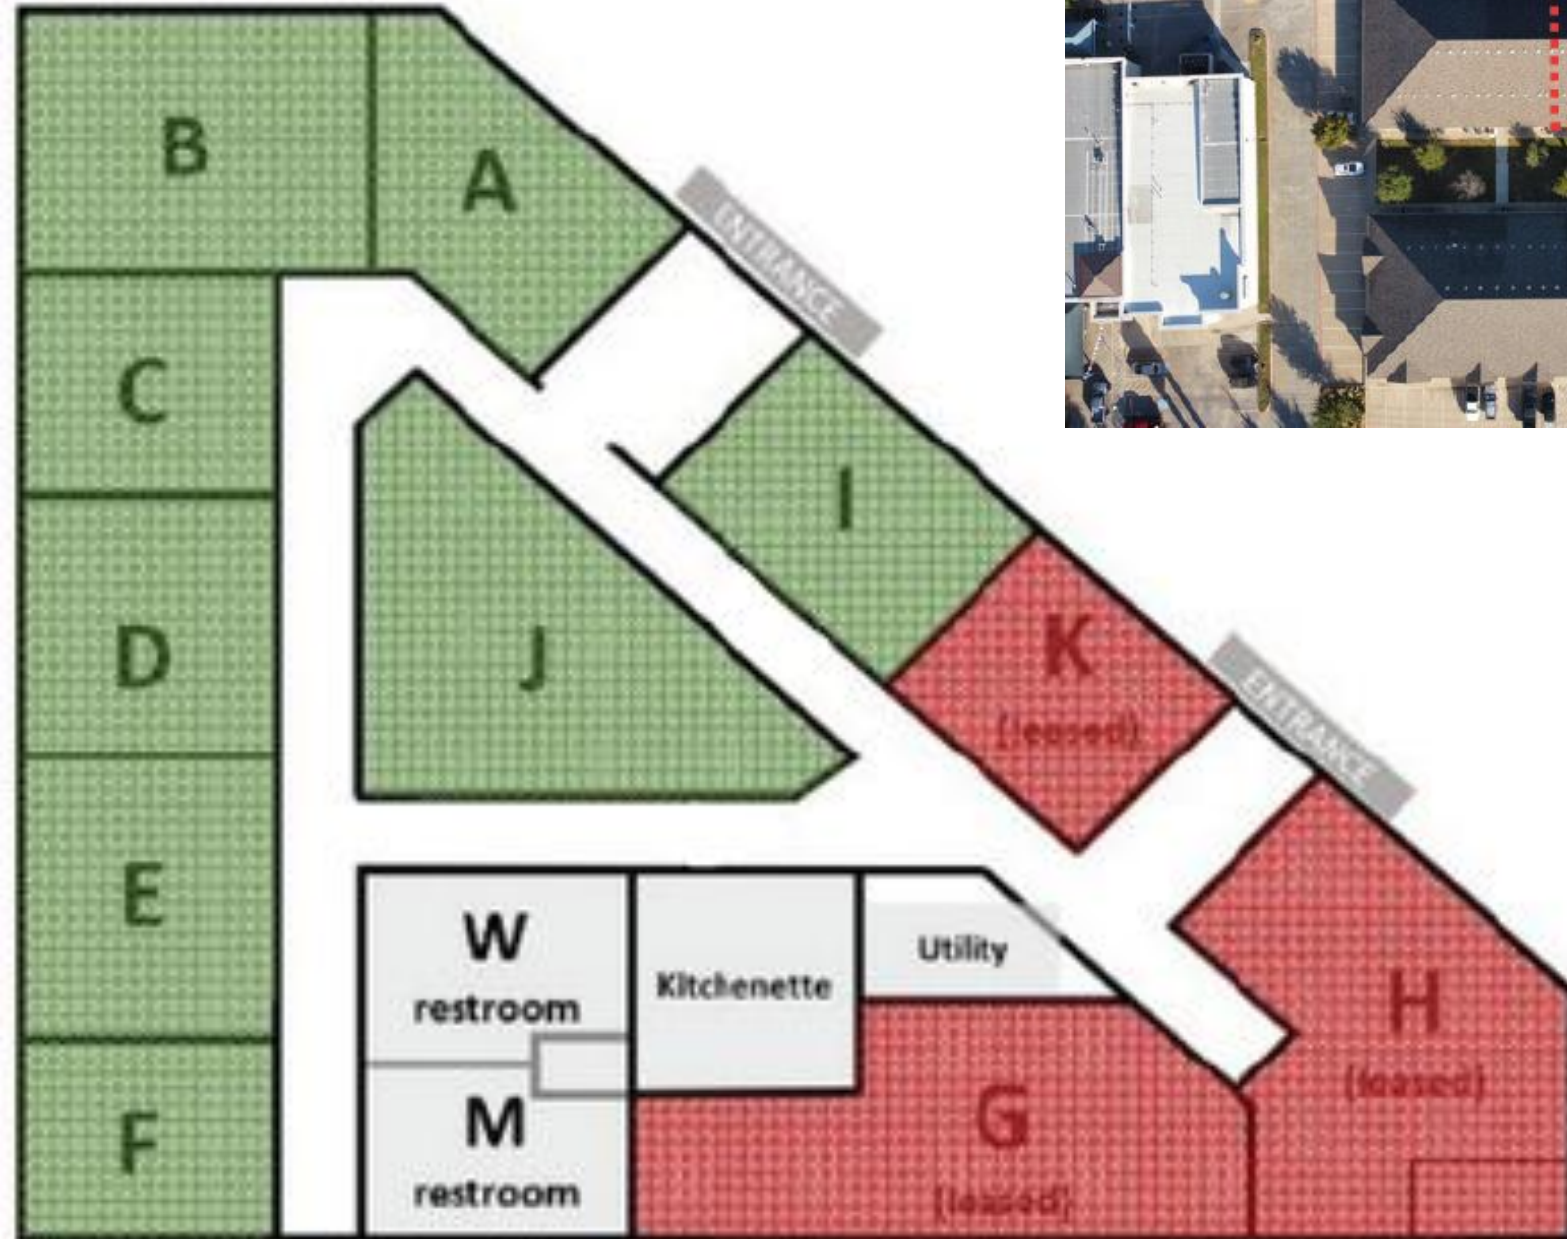 B
A
ENTRANCE
C
I
D
J
K
(leased)
ENTRANCE
E
W
restroom
Kitchenette
Utility
H
(leased)
F
M
restroom
G
(leased)